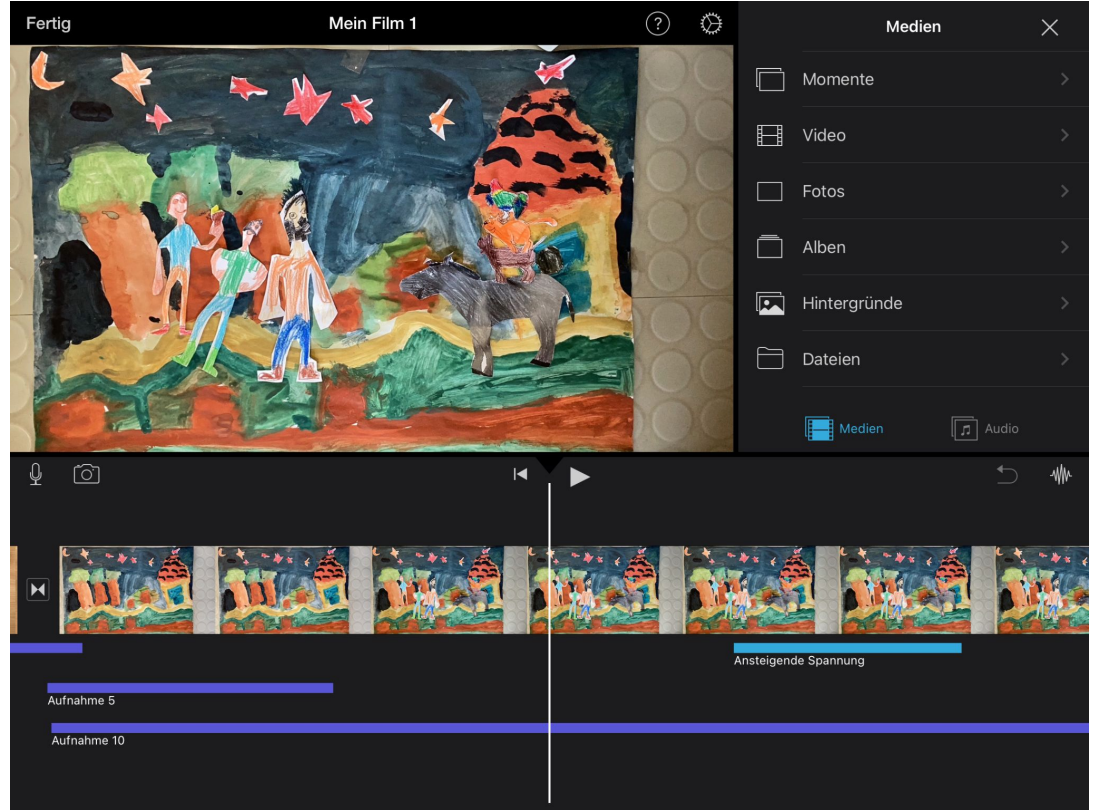 Fertig
Mein Film 1
?
Medien
Momente
Video
Fotos
Alben
Hintergründe
Dateien
Medien
Audio
Ansteigende Spannung
Aufnahme 5
Aufnahme 10